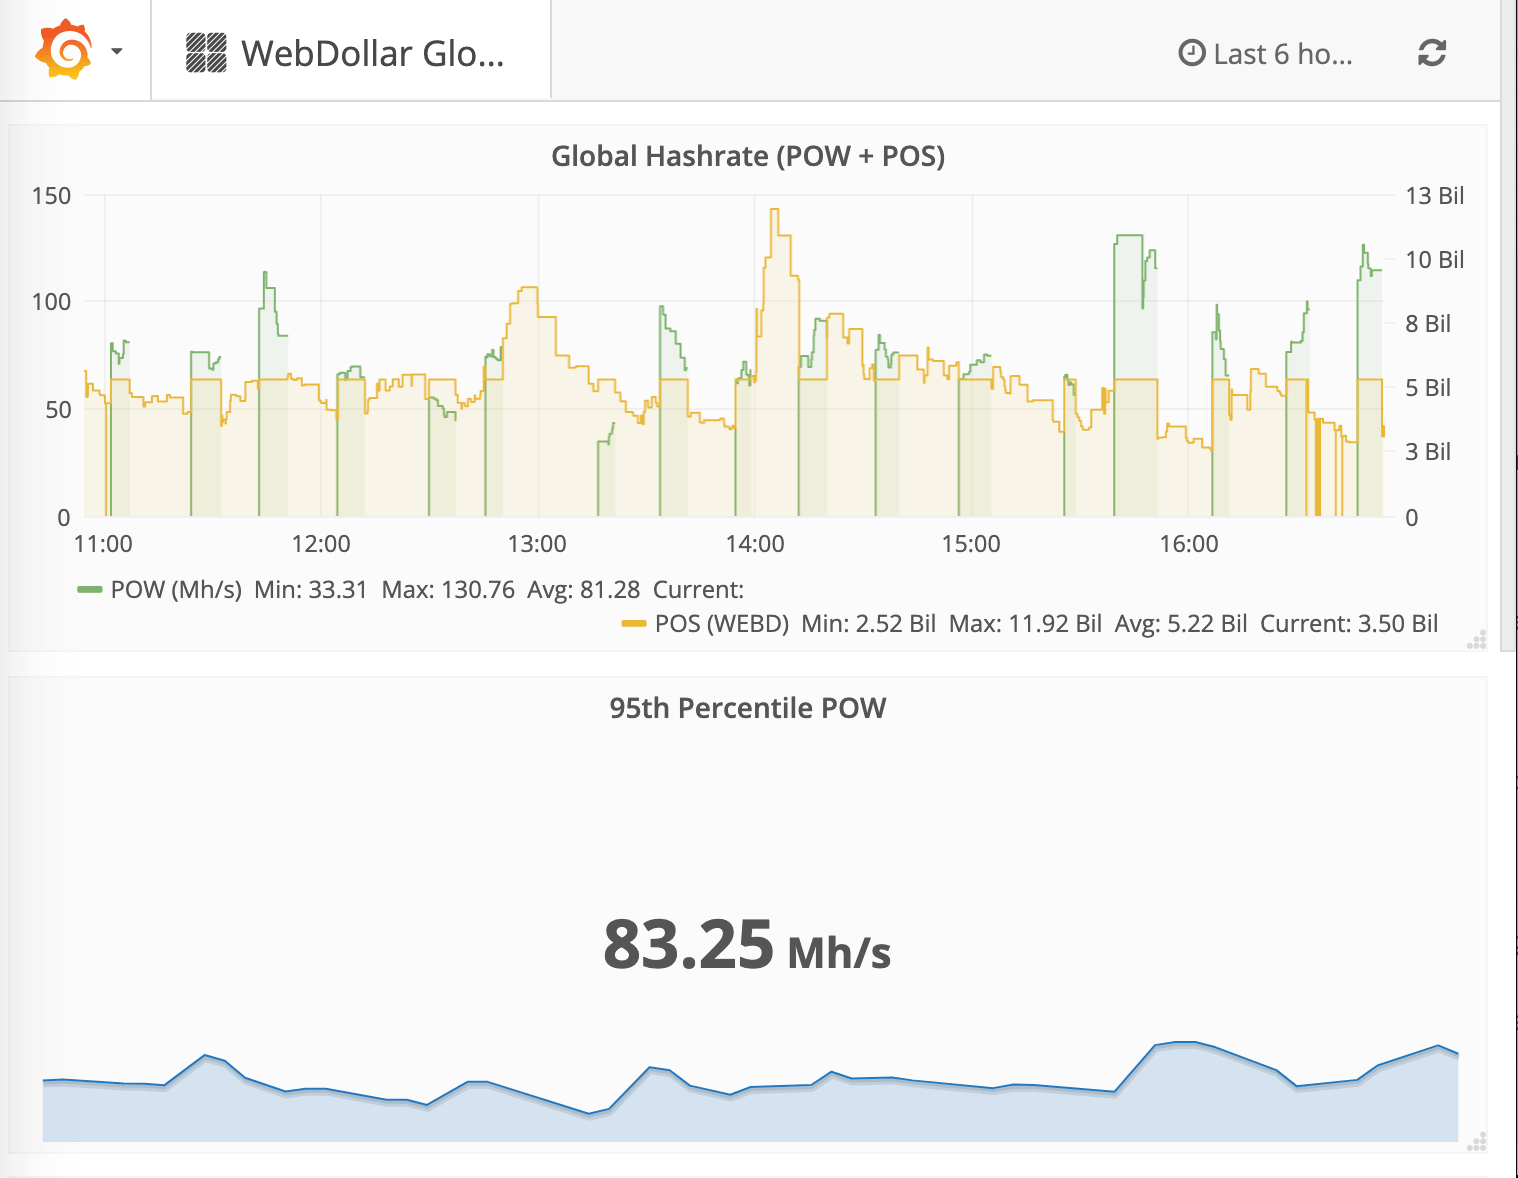 WebDollar Glo...
Last 6 ho...
Global Hashrate (POW + POS)
150
13 Bil
10 Bil
100
8 Bil
5 Bil
50
3 Bil
0
0
11:00 12:00 13:00 14:00 15:00 16:00
POW (Mh/s) Min: 33.31 Max: 130.76 Avg: 81.28 Current:
POS (WEBD) Min: 2.52 Bil Max: 11.92 Bil Avg: 5.22 Bil Current: 3.50 Bil
95th Percentile POW
83.25 Mh/s